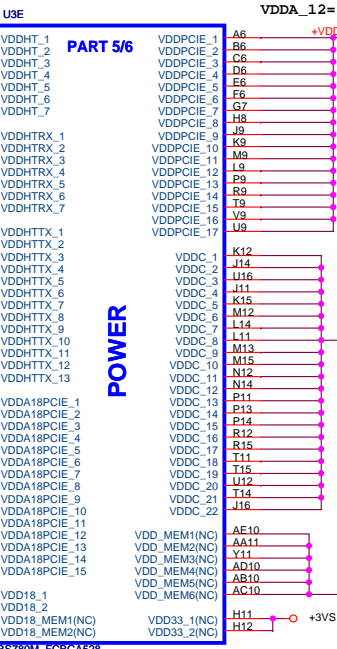 U3E
VDDA_12=
PART 5/6
VDDHT_1 VDDPCIE_1 A6 +VDD
VDDHT_2 VDDPCIE_2 B6
VDDHT_3 VDDPCIE_3 C6
VDDHT_4 VDDPCIE_4 D6
VDDHT_5 VDDPCIE_5 E6
VDDHT_6 VDDPCIE_6 F6
VDDHT_7 VDDPCIE_7 G7
VDDPCIE_8 H8
VDDHTRX_1 VDDPCIE_9 J9
VDDHTRX_2 VDDPCIE_10 K9
VDDHTRX_3 VDDPCIE_11 M9
VDDHTRX_4 VDDPCIE_12 L9
VDDHTRX_5 VDDPCIE_13 P9
VDDHTRX_6 VDDPCIE_14 R9
VDDHTRX_7 VDDPCIE_15 T9
VDDPCIE_16 V9
VDDHTTX_1 VDDPCIE_17 U9
VDDHTTX_2
VDDHTTX_3 VDDC_1 K12
VDDHTTX_4 VDDC_2 J14
VDDHTTX_5 VDDC_3 U16
VDDHTTX_6 VDDC_4 J11
VDDHTTX_7 VDDC_5 K15
VDDHTTX_8 VDDC_6 M12
VDDHTTX_9 VDDC_7 L14
VDDHTTX_10 VDDC_8 L11
VDDHTTX_11 VDDC_9 M13
VDDHTTX_12 VDDC_10 M15
VDDHTTX_13 VDDC_11 N12
VDDC_12 N14
VDDA18PCIE_1 VDDC_13 P11
VDDA18PCIE_2 VDDC_14 P13
VDDA18PCIE_3 VDDC_15 P14
VDDA18PCIE_4 VDDC_16 R12
VDDA18PCIE_5 VDDC_17 R15
VDDA18PCIE_6 VDDC_18 T11
VDDA18PCIE_7 VDDC_19 T15
VDDA18PCIE_8 VDDC_20 U12
VDDA18PCIE_9 VDDC_21 T14
VDDA18PCIE_10 VDDC_22 J16
VDDA18PCIE_11
VDDA18PCIE_12 VDD_MEM1(NC) AE10
VDDA18PCIE_13 VDD_MEM2(NC) AA11
VDDA18PCIE_14 VDD_MEM3(NC) Y11
VDDA18PCIE_15 VDD_MEM4(NC) AD10
VDD_MEM5(NC) AB10
VDD18_1 VDD_MEM6(NC) AC10
VDD18_2
VDD18_MEM1(NC) VDD33_1(NC) H11 +3VS
VDD18_MEM2(NC) VDD33_2(NC) H12
POWER
RS780M_FCBGA528